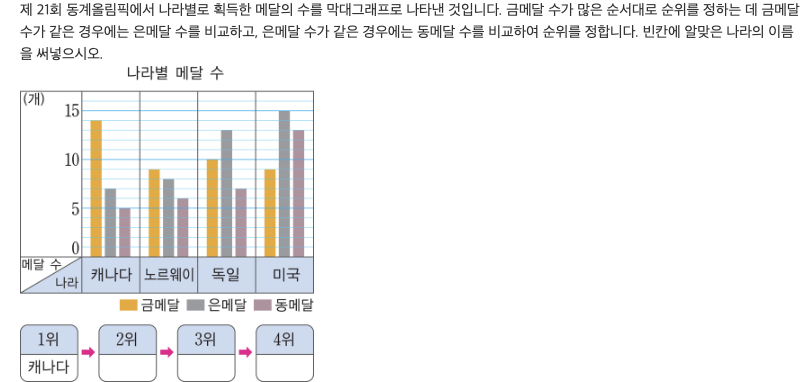 제 21회 동계올림픽에서 나라별로 획득한 메달의 수를 막대그래프로 나타낸 것입니다. 금메달 수가 많은 순서대로 순위를 정하는 데 금메달
수가 같은 경우에는 은메달 수를 비교하고, 은메달 수가 같은 경우에는 동메달 수를 비교하여 순위를 정합니다. 빈칸에 알맞은 나라의 이름
을 써넣으시오.
나라별 메달 수
(개)
15
10
5
0
메달 수
나라
캐나다 노르웨이 독일 미국
금메달 은메달 동메달
1위 2위 3위 4위
캐나다